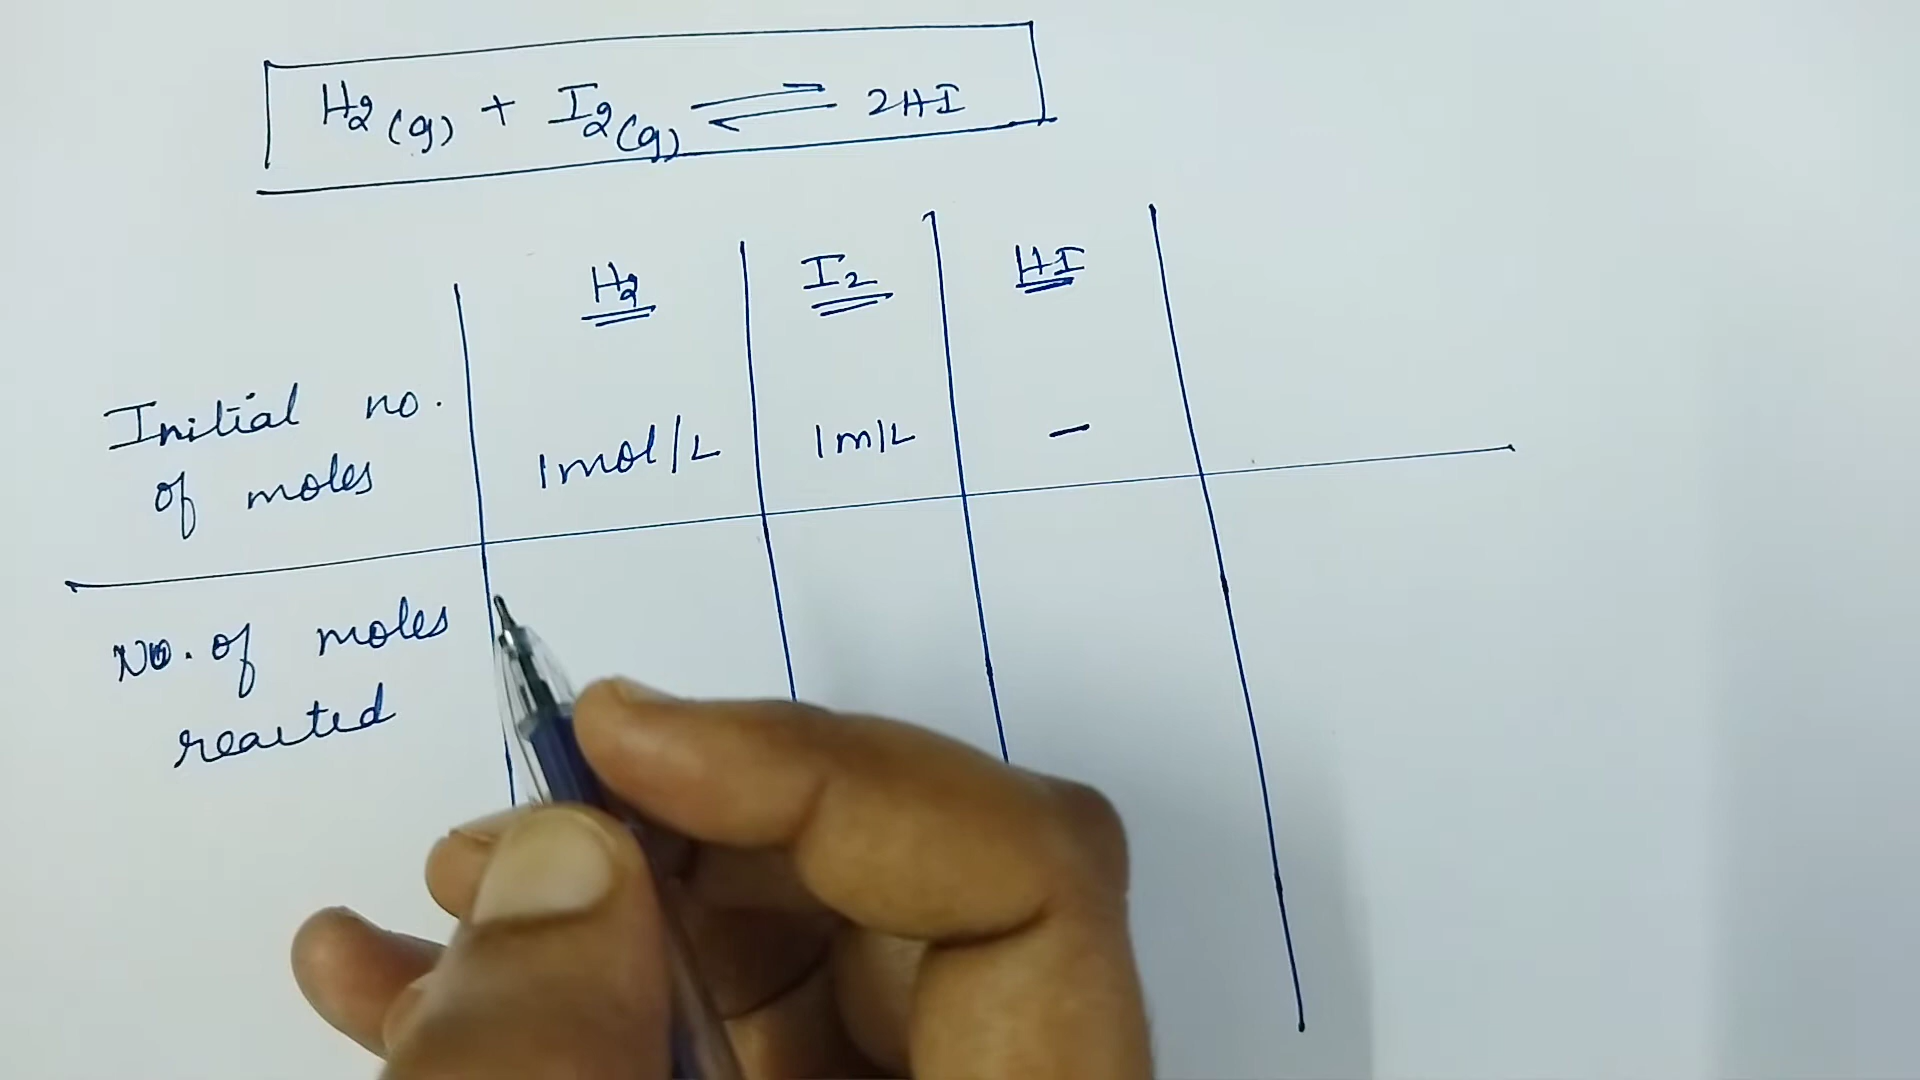 H₂(g) + I₂(g) ⇌ 2HI
H₂ I₂ HI
Initial no.
of moles 1mol/L 1m/L –
No. of moles
reacted